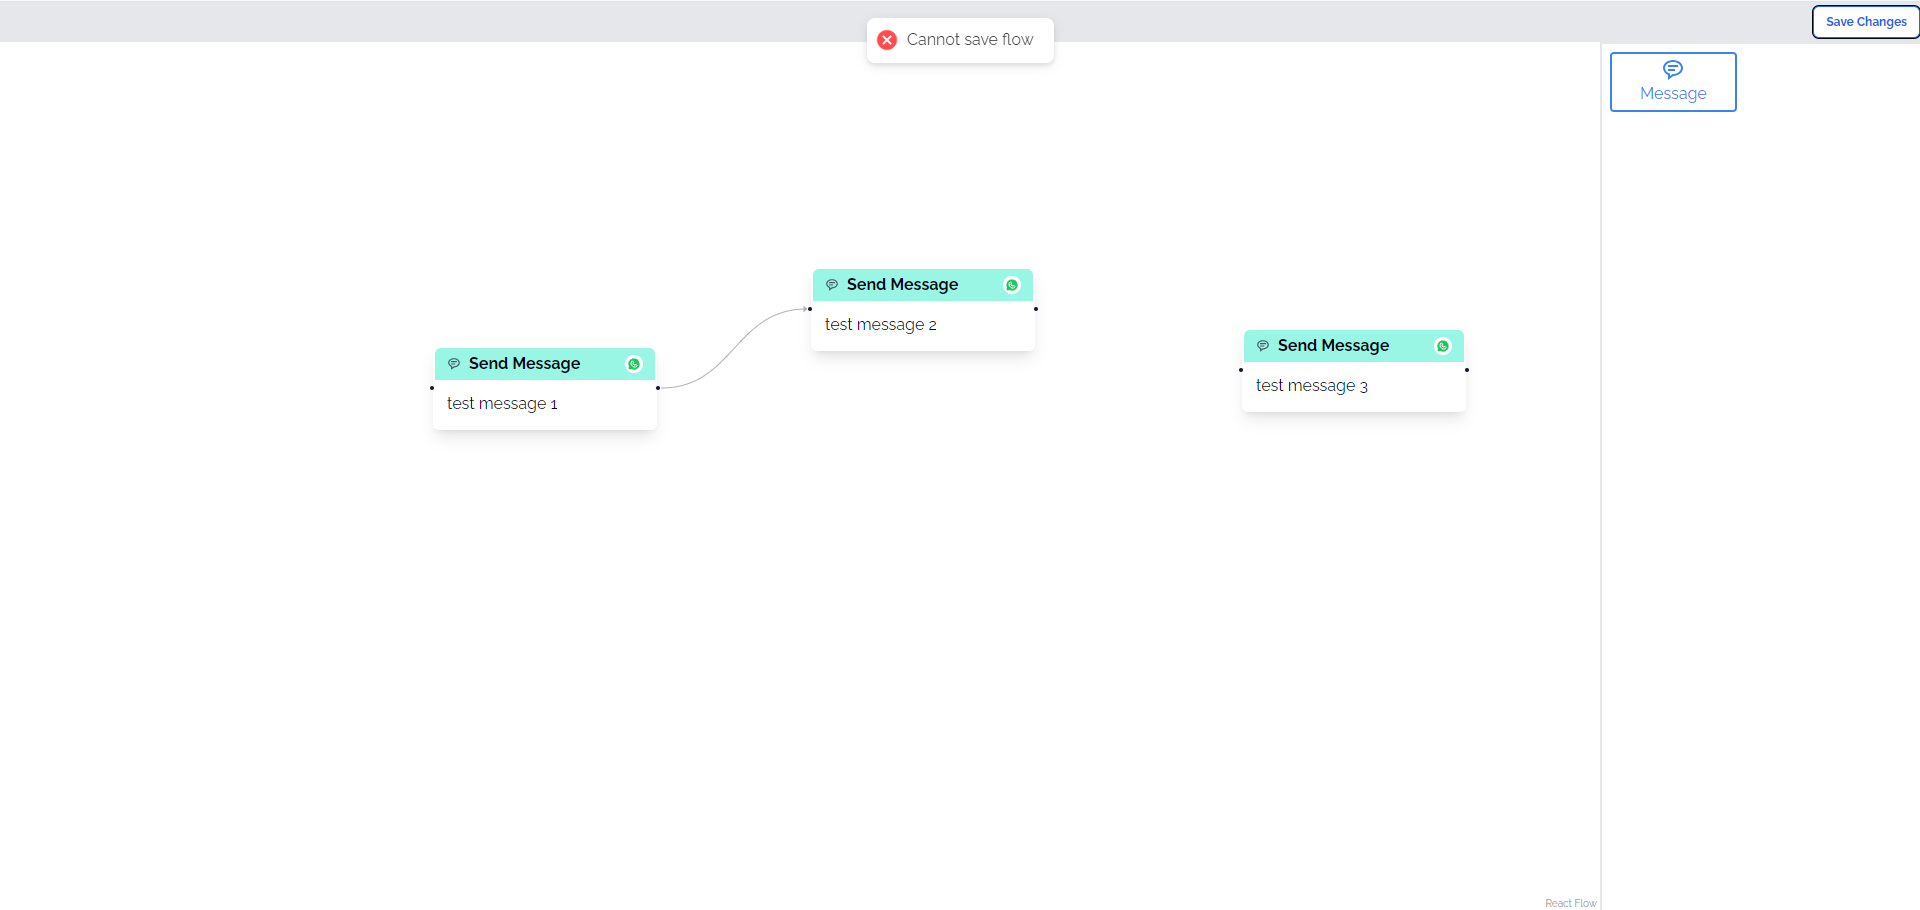 Cannot save flow
Save Changes
Message
Send Message
test message 2
Send Message
test message 3
Send Message
test message 1
React Flow